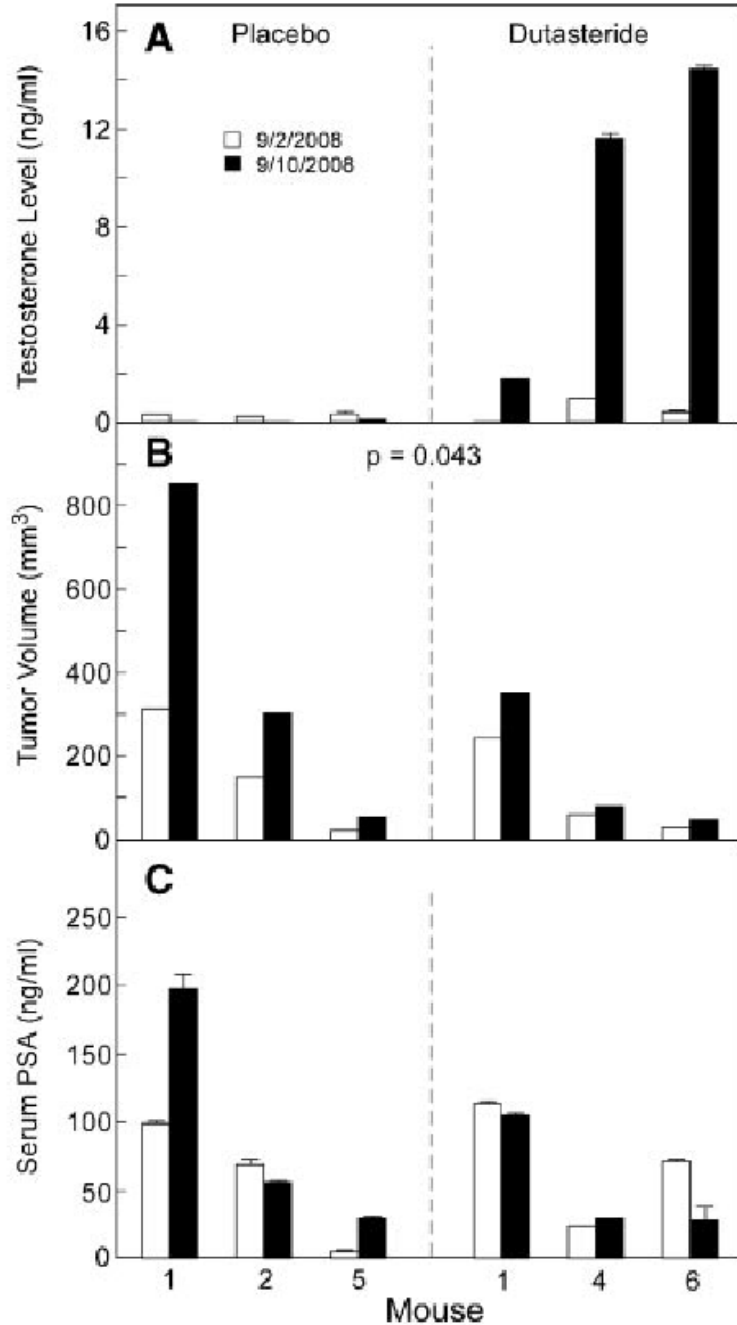 A
Placebo
Dutasteride
9/2/2008
9/10/2008
Testosterone Level (ng/ml)
16
12
8
4
0
B
p = 0.043
Tumor Volume (mm³)
800
600
400
200
0
C
Serum PSA (ng/ml)
250
200
150
100
50
0
1 2 5 1 4 6
Mouse